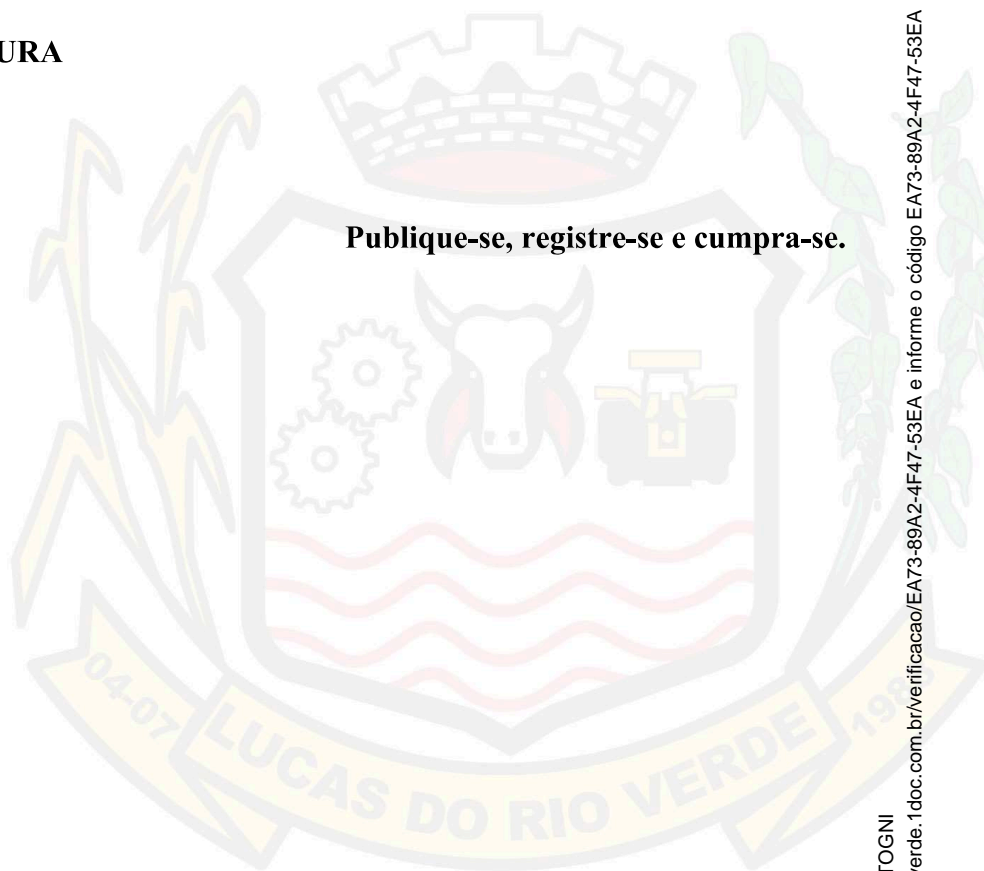 URA
Publique-se, registre-se e cumpra-se.
04-07 LUCAS DO RIO VERDE 1988
TOGNI
verde.1doc.com.br/verificacao/EA73-89A2-4F47-53EA e informe o código EA73-89A2-4F47-53EA